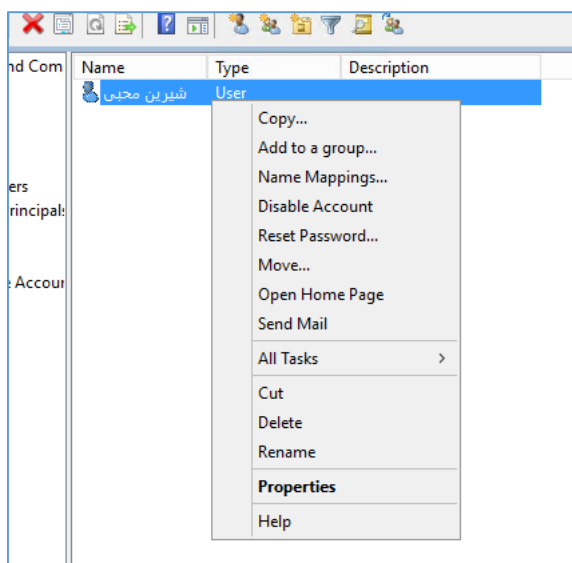 nd Com
ers
rincipals
e Accour
Name Type Description
شیرین محبی User
Copy...
Add to a group...
Name Mappings...
Disable Account
Reset Password...
Move...
Open Home Page
Send Mail
All Tasks >
Cut
Delete
Rename
Properties
Help